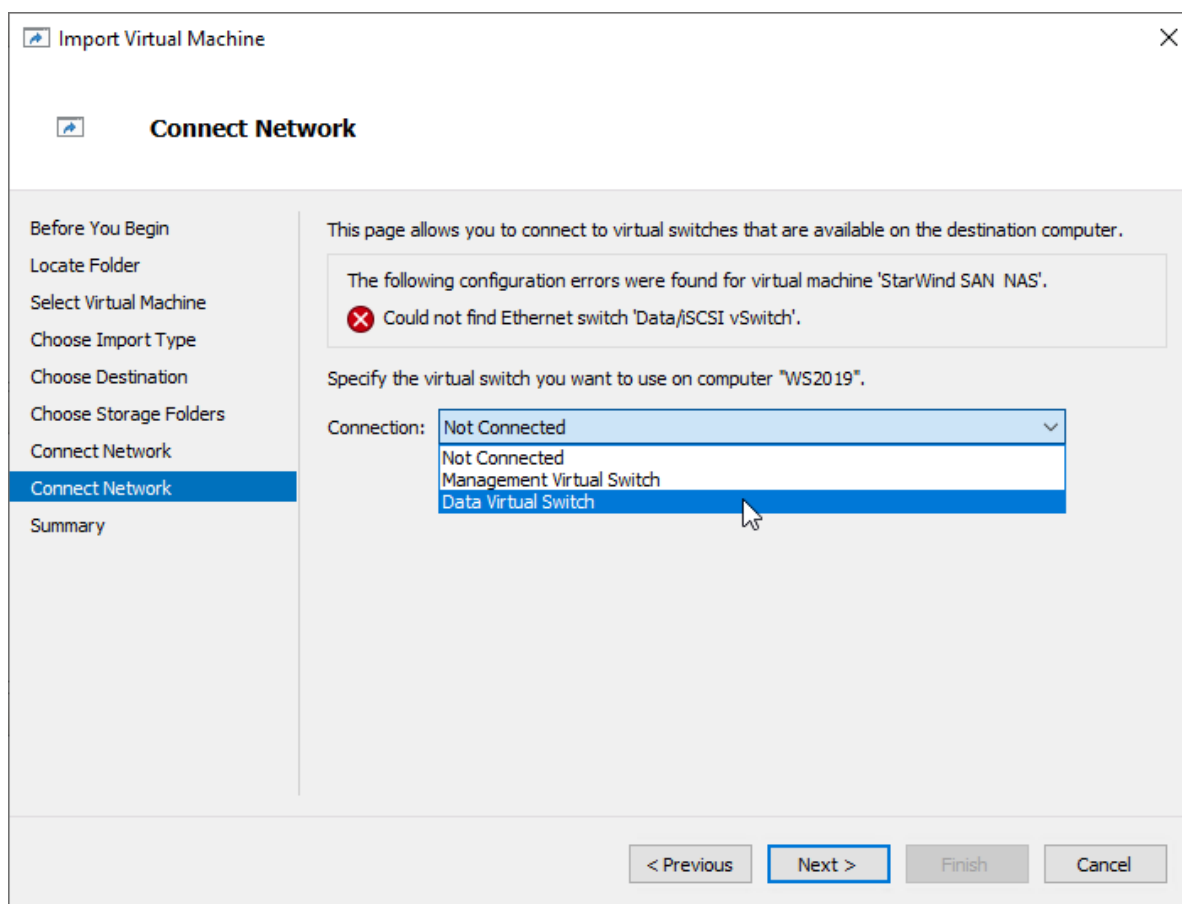 Import Virtual Machine
Connect Network
Before You Begin
Locate Folder
Select Virtual Machine
Choose Import Type
Choose Destination
Choose Storage Folders
Connect Network
Connect Network
Summary
This page allows you to connect to virtual switches that are available on the destination computer.
The following configuration errors were found for virtual machine 'StarWind SAN  NAS'.
Could not find Ethernet switch 'Data/iSCSI vSwitch'.
Specify the virtual switch you want to use on computer "WS2019".
Connection: Not Connected
Not Connected
Management Virtual Switch
Data Virtual Switch
< Previous Next > Finish Cancel